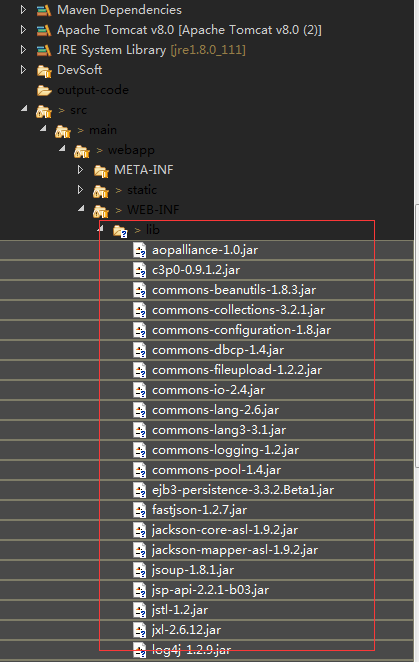 Maven Dependencies
Apache Tomcat v8.0 [Apache Tomcat v8.0 (2)]
JRE System Library [jre1.8.0_111]
DevSoft
output-code
> src
> main
> webapp
META-INF
> static
> WEB-INF
> lib
aopalliance-1.0.jar
c3p0-0.9.1.2.jar
commons-beanutils-1.8.3.jar
commons-collections-3.2.1.jar
commons-configuration-1.8.jar
commons-dbcp-1.4.jar
commons-fileupload-1.2.2.jar
commons-io-2.4.jar
commons-lang-2.6.jar
commons-lang3-3.1.jar
commons-logging-1.2.jar
commons-pool-1.4.jar
ejb3-persistence-3.3.2.Beta1.jar
fastjson-1.2.7.jar
jackson-core-asl-1.9.2.jar
jackson-mapper-asl-1.9.2.jar
jsoup-1.8.1.jar
jsp-api-2.2.1-b03.jar
jstl-1.2.jar
jxl-2.6.12.jar
log4j-1.2.9.jar